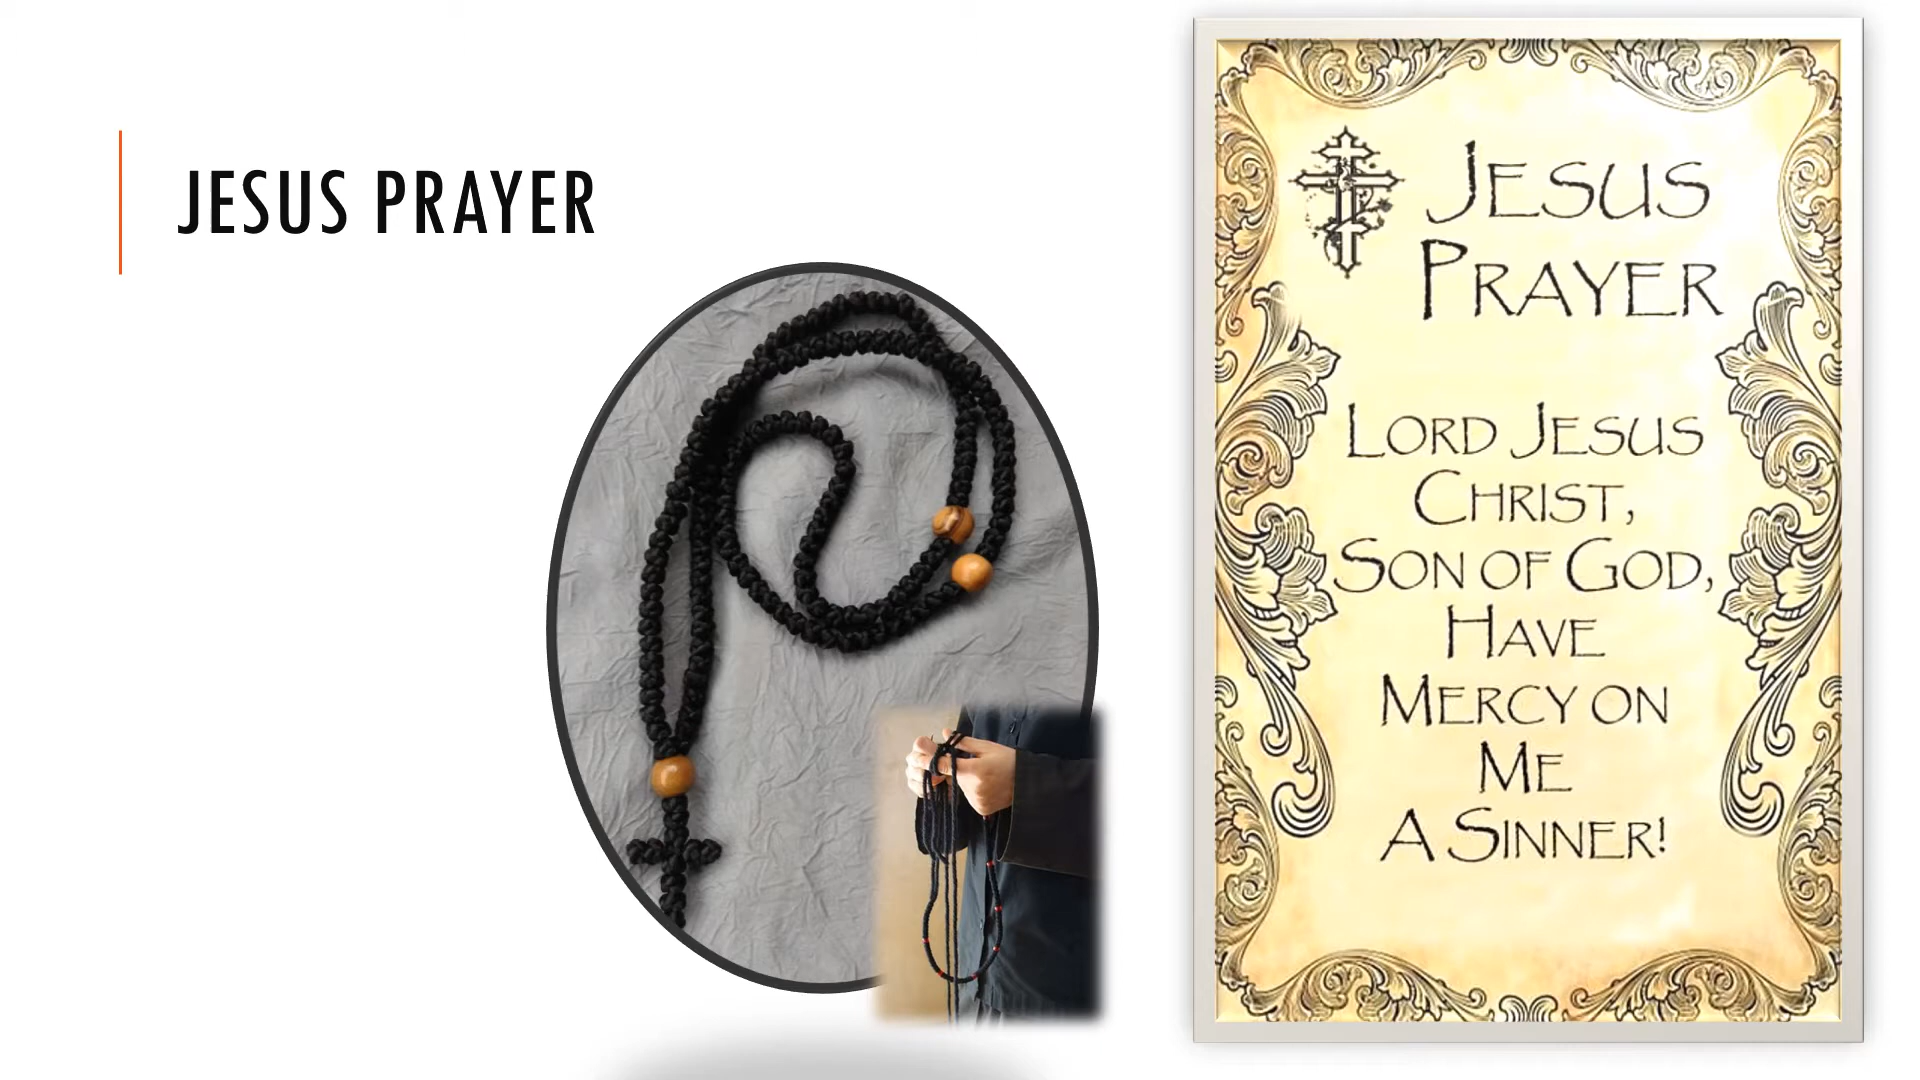 JESUS PRAYER
JESUS
PRAYER
LORD JESUS
CHRIST,
SON OF GOD,
HAVE
MERCY ON
ME
A SINNER!